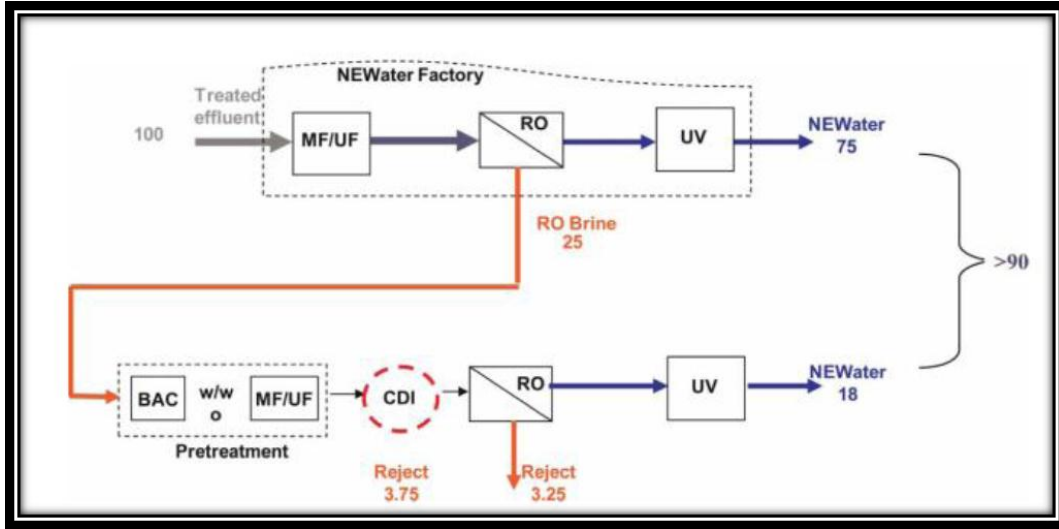 NEWater Factory
Treated
effluent
100
MF/UF
RO
UV
NEWater
75
RO Brine
25
>90
BAC
w/w
o
MF/UF
Pretreatment
CDI
RO
UV
NEWater
18
Reject
3.75
Reject
3.25